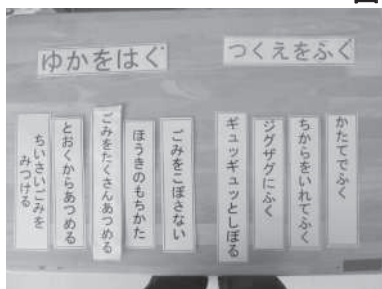 つくえをふく
かたてでふく
ちからをいれてふく
ジグザグにふく
ギュッギュッとしぼる
ゆかをはく
ごみをこぼさない
ほうきのもちかた
ごみをたくさんあつめる
とおくからあつめる
ちいさいごみを
みつける